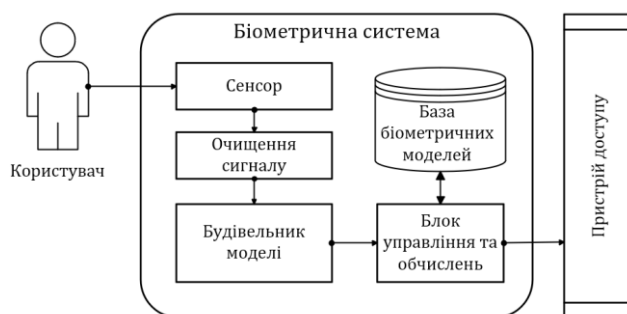 Біометрична система
Сенсор
Очищення
сигналу
Будівельник
моделі
База
біометричних
моделей
Блок
управління та
обчислень
Користувач
Пристрій доступу